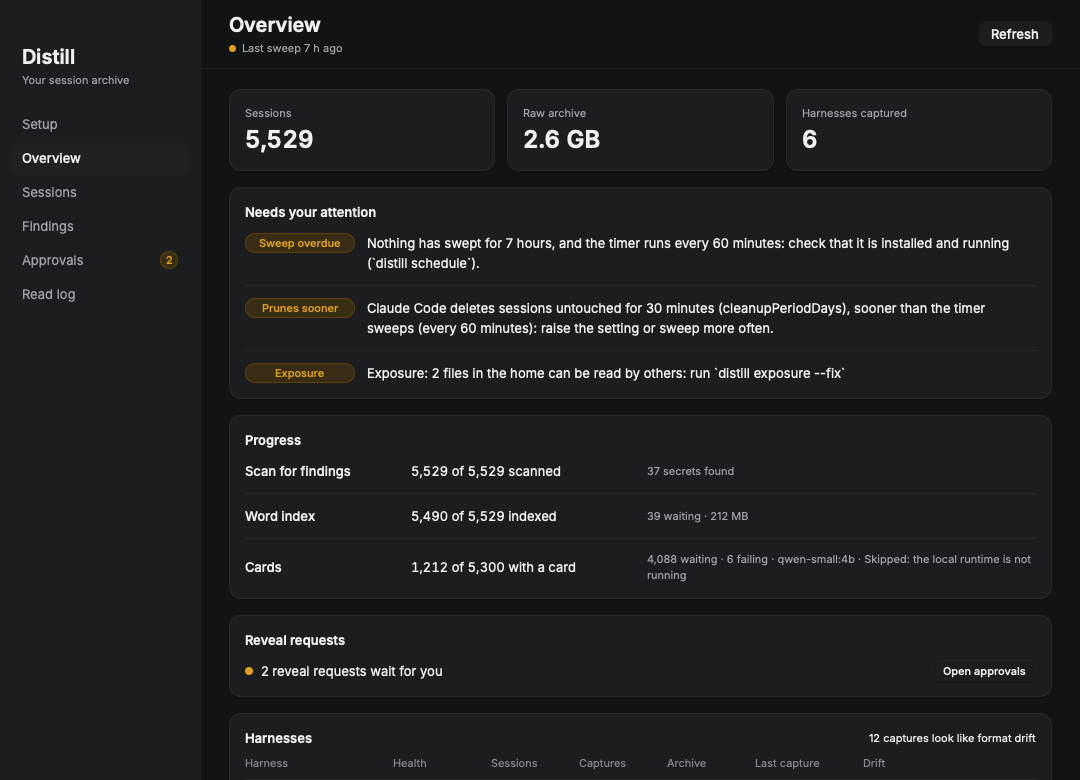 Distill
Your session archive
Setup
Overview
Sessions
Findings
Approvals 2
Read log
Overview
Last sweep 7 h ago
Refresh
Sessions
5,529
Raw archive
2.6 GB
Harnesses captured
6
Needs your attention
Sweep overdue
Nothing has swept for 7 hours, and the timer runs every 60 minutes: check that it is installed and running
(`distill schedule`).
Prunes sooner
Claude Code deletes sessions untouched for 30 minutes (cleanupPeriodDays), sooner than the timer
sweeps (every 60 minutes): raise the setting or sweep more often.
Exposure
Exposure: 2 files in the home can be read by others: run `distill exposure --fix`
Progress
Scan for findings 5,529 of 5,529 scanned 37 secrets found
Word index 5,490 of 5,529 indexed 39 waiting · 212 MB
Cards 1,212 of 5,300 with a card 4,088 waiting · 6 failing · qwen-small:4b · Skipped: the local runtime is not
running
Reveal requests
2 reveal requests wait for you Open approvals
Harnesses 12 captures look like format drift
Harness Health Sessions Captures Archive Last capture Drift